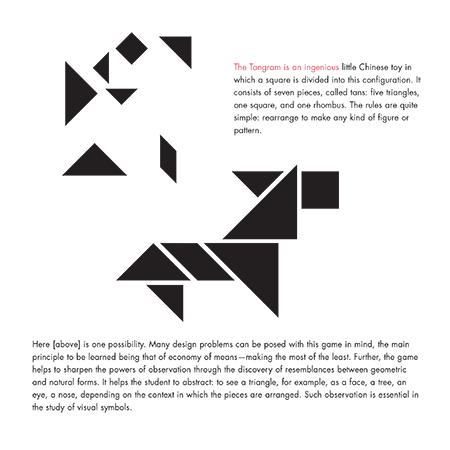 The Tangram is an ingenious little Chinese toy in
which a square is divided into this configuration. It
consists of seven pieces, called tans: five triangles,
one square, and one rhombus. The rules are quite
simple: rearrange to make any kind of figure or
pattern.
Here [above] is one possibility. Many design problems can be posed with this game in mind, the main
principle to be learned being that of economy of means—making the most of the least. Further, the game
helps to sharpen the powers of observation through the discovery of resemblances between geometric
and natural forms. It helps the student to abstract: to see a triangle, for example, as a face, a tree, an
eye, a nose, depending on the context in which the pieces are arranged. Such observation is essential in
the study of visual symbols.